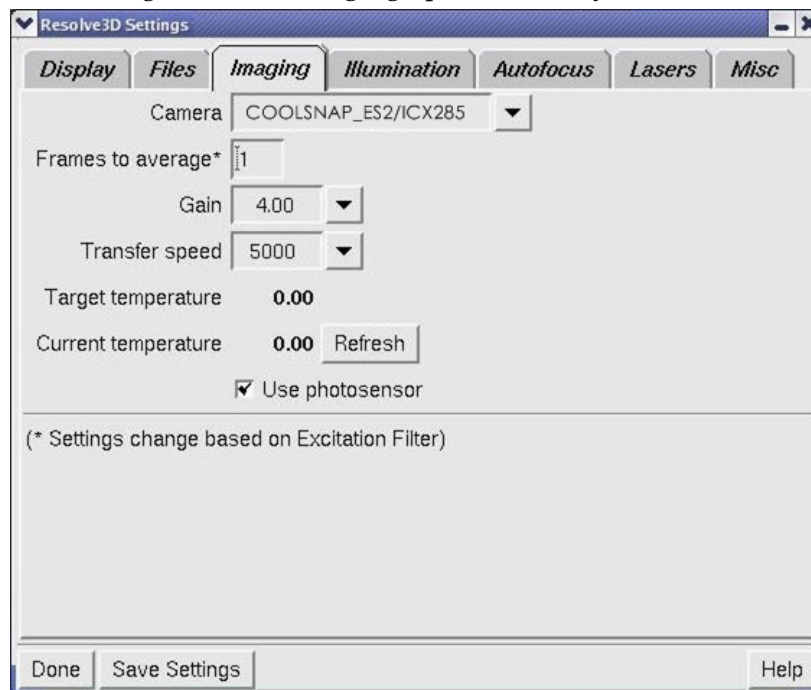 Resolve3D Settings
Display Files Imaging Illumination Autofocus Lasers Misc
Camera COOLSNAP_ES2/ICX285
Frames to average* 1
Gain 4.00
Transfer speed 5000
Target temperature 0.00
Current temperature 0.00 Refresh
Use photosensor
(* Settings change based on Excitation Filter)
Done Save Settings Help